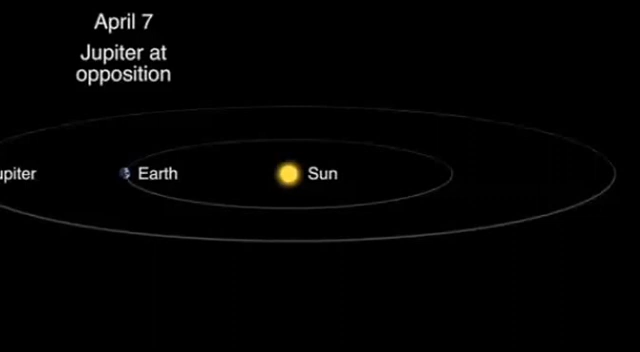 April 7
Jupiter at
opposition
upiter
Earth
Sun